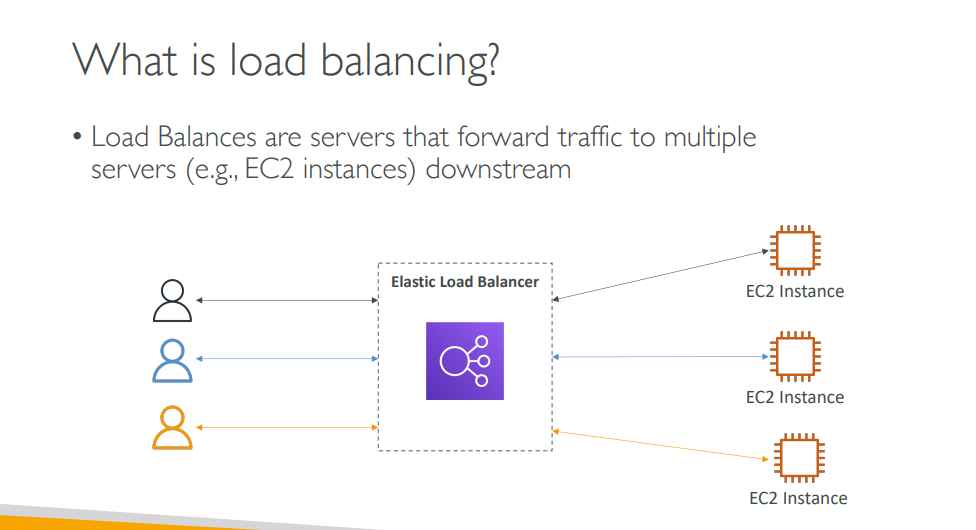 What is load balancing?
• Load Balances are servers that forward traffic to multiple
servers (e.g., EC2 instances) downstream
Elastic Load Balancer
EC2 Instance
EC2 Instance
EC2 Instance